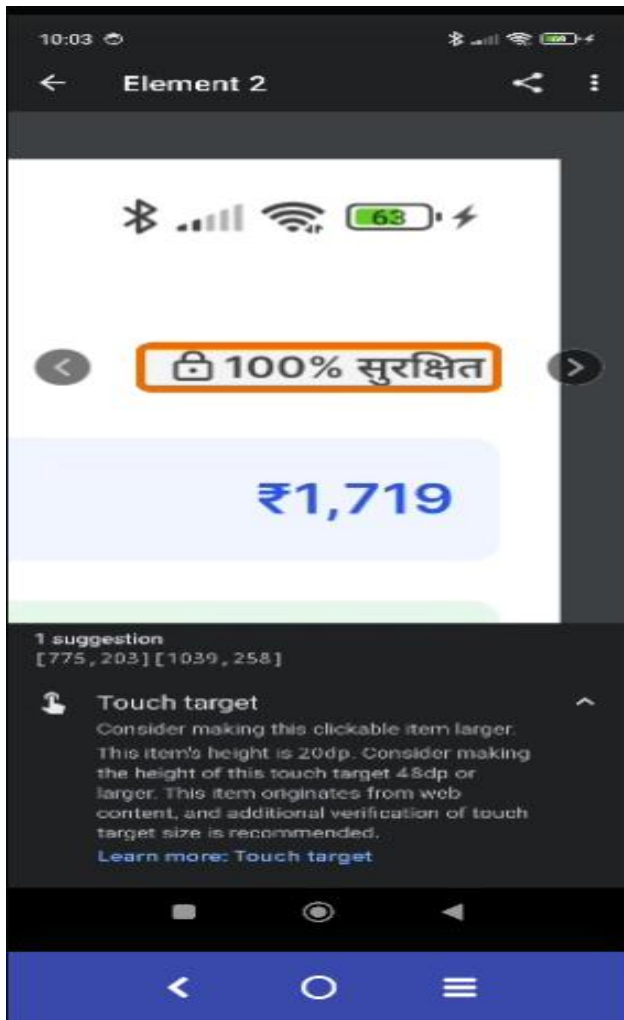 10:03
Element 2
63
100% सुरक्षित
₹1,719
1 suggestion
[775,203][1039,258]
Touch target
Consider making this clickable item larger.
This item's height is 20dp. Consider making
the height of this touch target 48dp or
larger. This item originates from web
content, and additional verification of touch
target size is recommended.
Learn more: Touch target